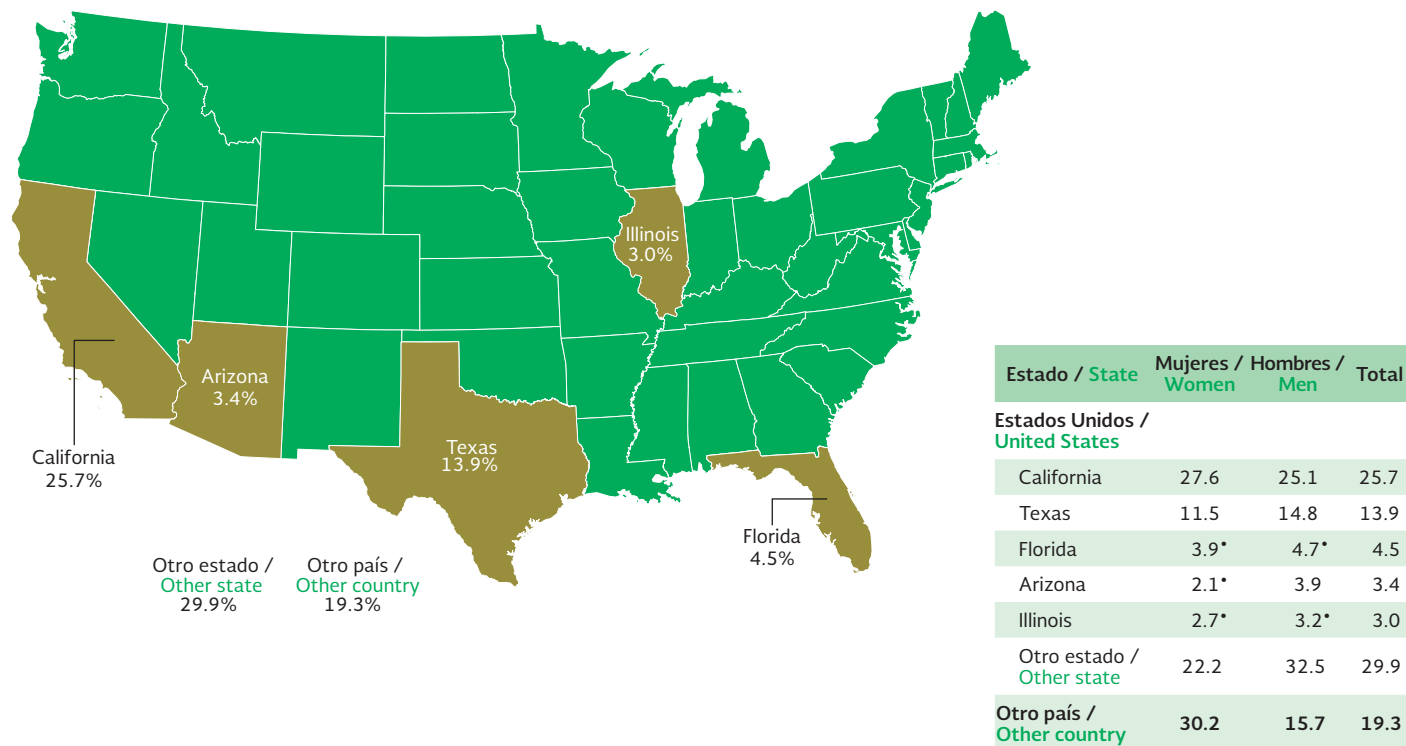 Illinois
3.0%
Arizona
3.4%
California
25.7%
Texas
13.9%
Florida
4.5%
Otro estado /
Other state
29.9%
Otro país /
Other country
19.3%
Estado / State Mujeres / Women Hombres / Men Total
Estados Unidos /
United States
California 27.6 25.1 25.7
Texas 11.5 14.8 13.9
Florida 3.9• 4.7• 4.5
Arizona 2.1• 3.9 3.4
Illinois 2.7• 3.2• 3.0
Otro estado /
Other state 22.2 32.5 29.9
Otro país /
Other country 30.2 15.7 19.3